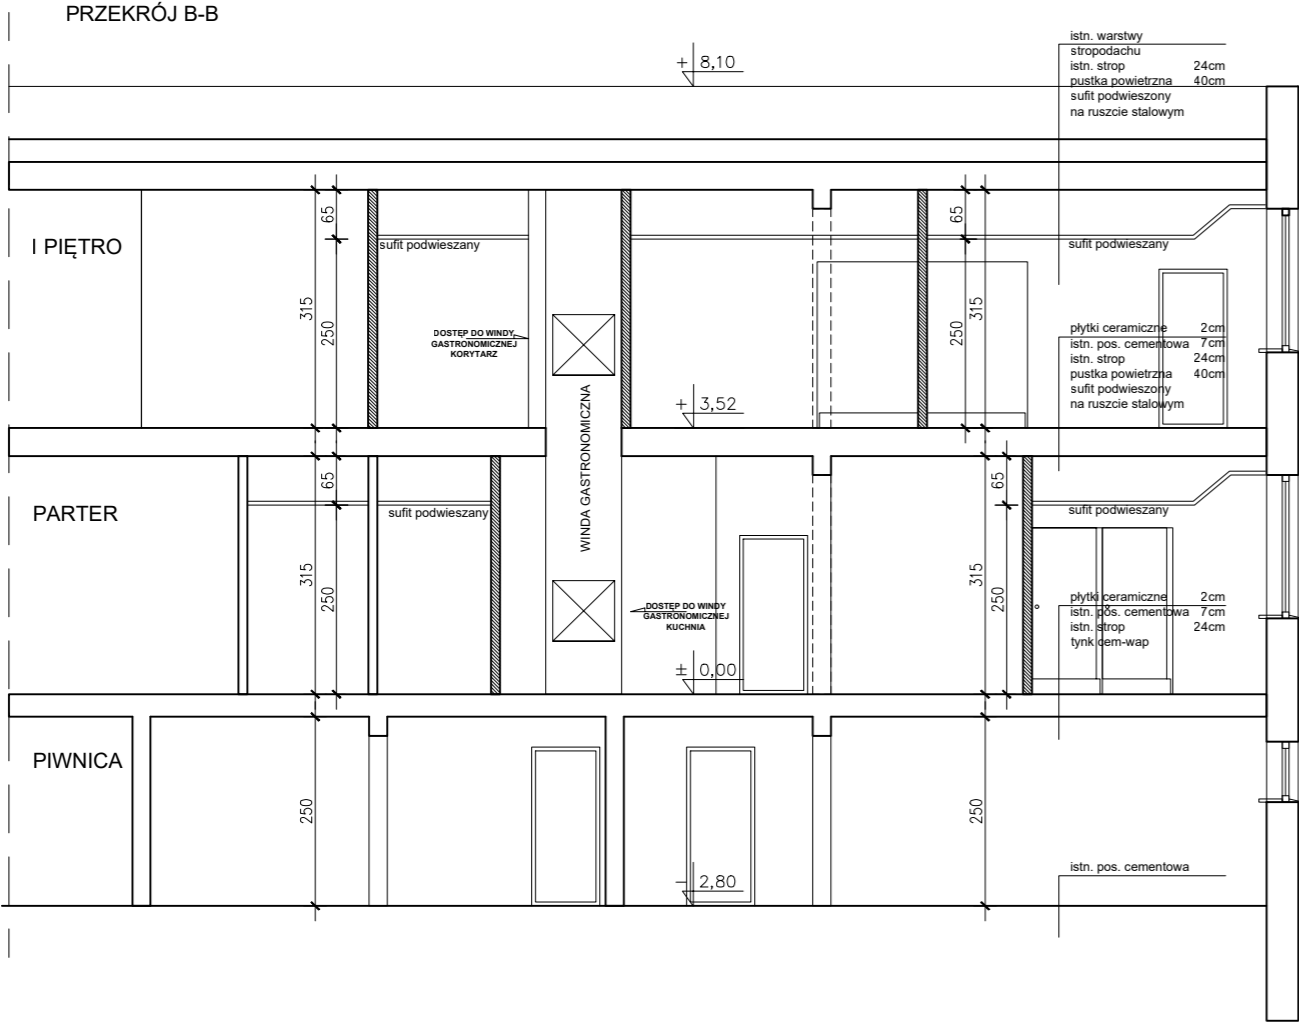 PRZEKRÓJ B-B
+ 8,10
istn. warstwy
stropodachu
istn. strop 24cm
pustka powietrzna 40cm
sufit podwieszony
na ruszcie stalowym
I PIĘTRO
65
sufit podwieszany
65
sufit podwieszany
315
250
DOSTĘP DO WINDY
GASTRONOMICZNEJ
KORYTARZ
250
315
płytki ceramiczne 2cm
istn. pos. cementowa 7cm
istn. strop 24cm
pustka powietrzna 40cm
sufit podwieszony
na ruszcie stalowym
+ 3,52
WINDA GASTRONOMICZNA
PARTER
65
sufit podwieszany
65
sufit podwieszany
315
250
DOSTĘP DO WINDY
GASTRONOMICZNEJ
KUCHNIA
315
250
płytki ceramiczne 2cm
istn. pos. cementowa 7cm
istn. strop 24cm
tynk cem-wap
± 0,00
PIWNICA
250
250
− 2,80
istn. pos. cementowa